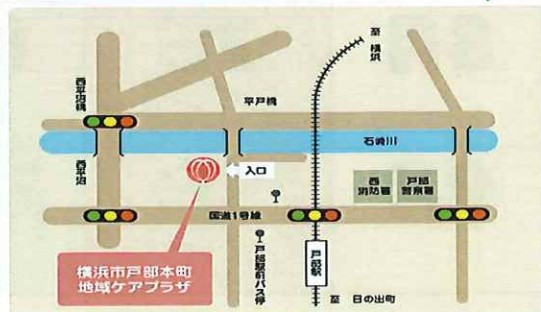 至 横浜
西平沼橋
平戸橋
石崎川
西平沼
入口
西消防署
戸部警察署
国道1号線
戸部駅
戸部駅前バス停
横浜市戸部本町
地域ケアプラザ
至 日の出町